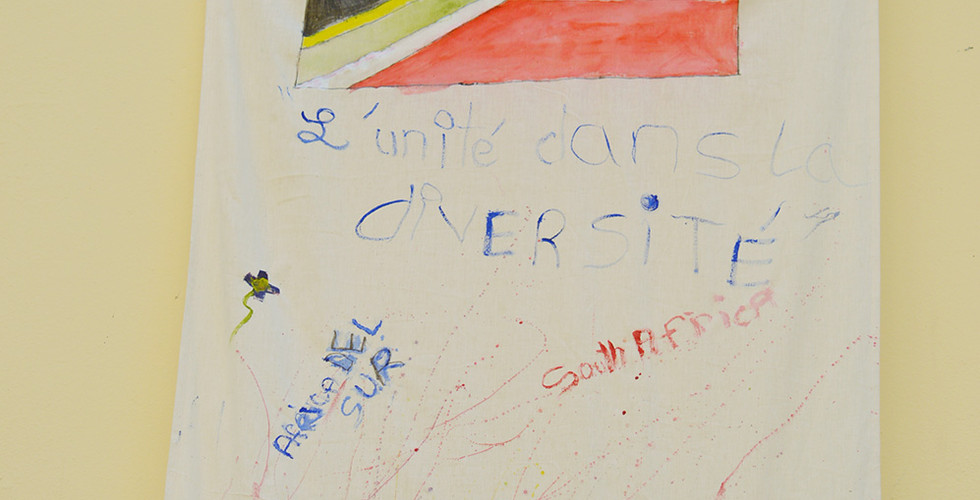 "L'unité dans la
diVERSiTÉ"
AFRICA DEL
SUR
South AFricA